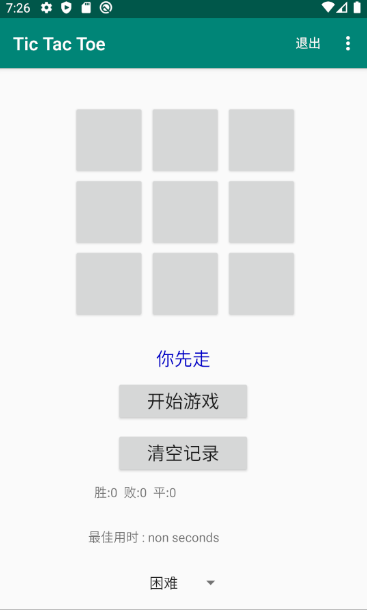 7:26
Tic Tac Toe 退出
你先走
开始游戏
清空记录
胜:0 败:0 平:0
最佳用时 : non seconds
困难